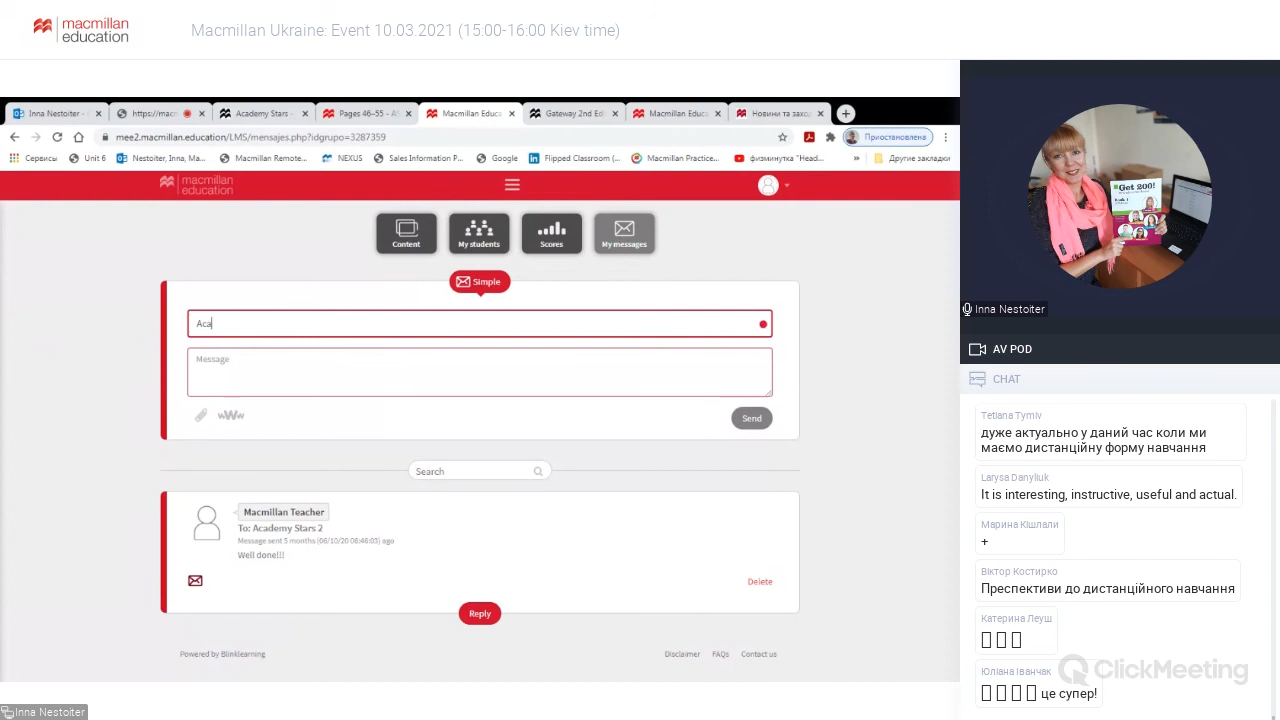 macmillan
education
Macmillan Ukraine: Event 10.03.2021 (15:00-16:00 Kiev time)
Inna Nestoiter -
https://macm
Academy Stars -
Pages 46–55 - A
Macmillan Educa
Gateway 2nd Edi
Macmillan Educa
Новини та захо
mee2.macmillan.education/LMS/mensajes.php?idgrupo=3287359
Приостановлена
Сервисы
Unit 6
Nestoiter, Inna, Ma...
Macmillan Remote...
NEXUS
Sales Information P...
Google
Flipped Classroom (...
Macmillan Practice...
физминутка "Head...
»
Другие закладки
macmillan
education
Content
My students
Scores
My messages
Simple
Aca
Message
www
Send
Search
Macmillan Teacher
To: Academy Stars 2
Message sent 5 months (06/10/20 06:46:03) ago
Well done!!!
Delete
Reply
Powered by Blinklearning
Disclaimer
FAQs
Contact us
Inna Nestoiter
Get 200!
Inna Nestoiter
AV POD
CHAT
Tetiana Tymiv
дуже актуально у даний час коли ми
маємо дистанційну форму навчання
Larysa Danyliuk
It is interesting, instructive, useful and actual.
Марина Кішлали
+
Віктор Костирко
Преспективи до дистанційного навчання
Катерина Леуш
Юліана Іванчак
це супер!
ClickMeeting